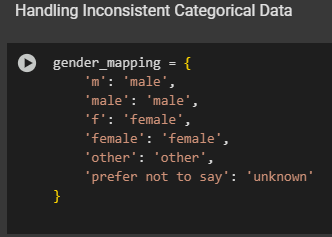 Handling Inconsistent Categorical Data
gender_mapping = {
    'm': 'male',
    'male': 'male',
    'f': 'female',
    'female': 'female',
    'other': 'other',
    'prefer not to say': 'unknown'
}